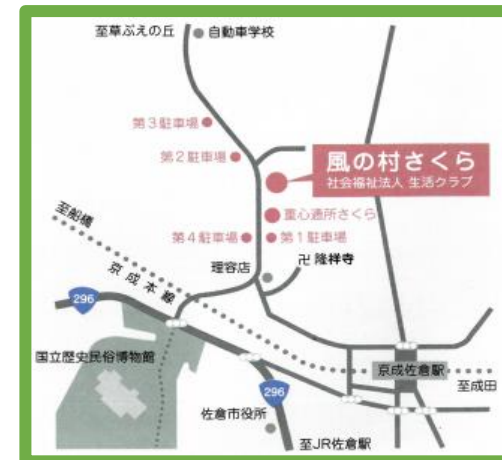 至草ぶえの丘
自動車学校
第3駐車場
第2駐車場
風の村さくら
社会福祉法人 生活クラブ
重心通所さくら
第4駐車場
第1駐車場
至船橋
京成本線
理容店
卍 隆祥寺
296
国立歴史民俗博物館
京成佐倉駅
至成田
296
佐倉市役所
至JR佐倉駅